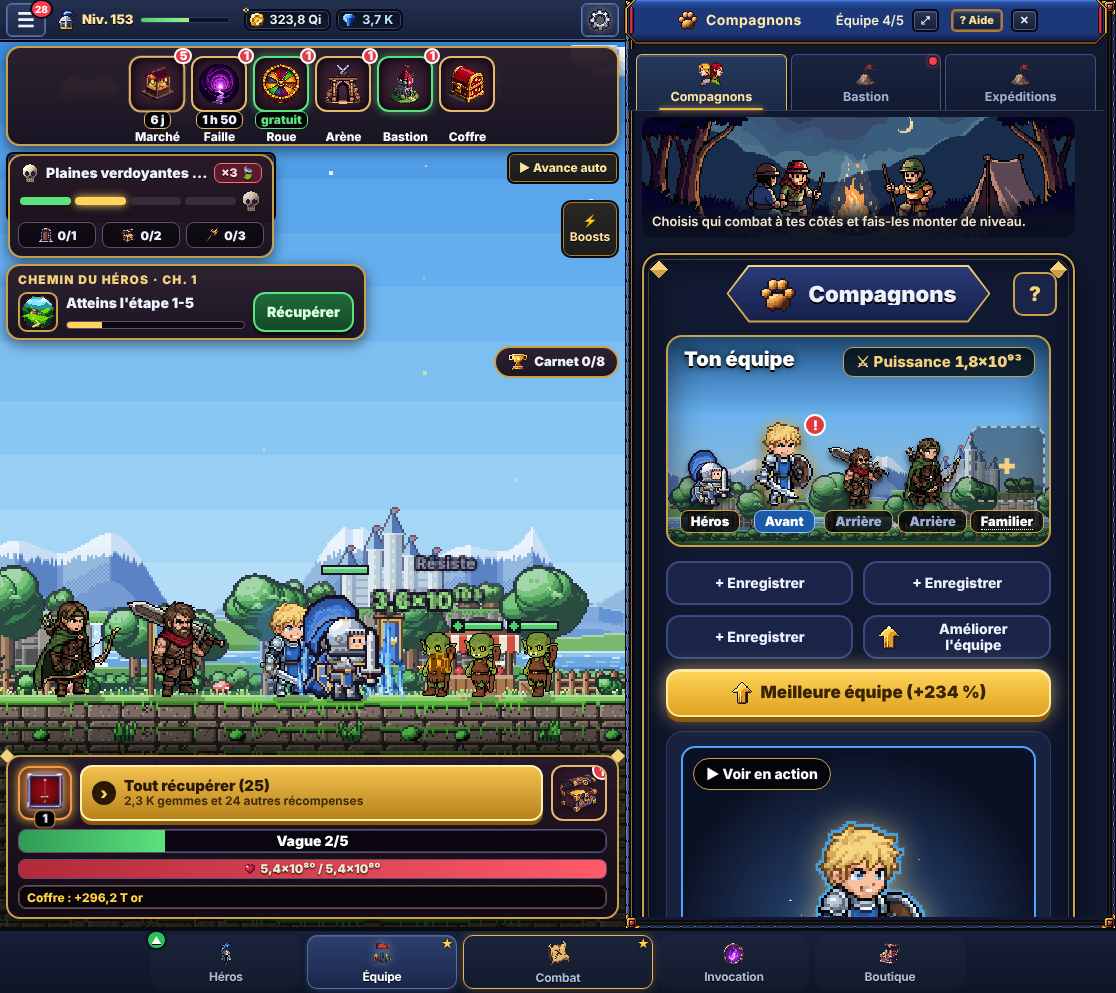 28
Niv. 153
323,8 Qi
3,7 K
Compagnons
Équipe 4/5
? Aide
5
1
1
1
1
6 j
1 h 50
gratuit
Marché
Faille
Roue
Arène
Bastion
Coffre
Compagnons
Bastion
Expéditions
Plaines verdoyantes ...
×3
Avance auto
0/1
0/2
0/3
Boosts
Choisis qui combat à tes côtés et fais-les monter de niveau.
CHEMIN DU HÉROS · CH. 1
Atteins l'étape 1-5
Récupérer
Compagnons
?
Carnet 0/8
Ton équipe
Puissance 1,8×10⁹³
!
Héros
Avant
Arrière
Arrière
Familier
Résiste
+ Enregistrer
+ Enregistrer
+ Enregistrer
Améliorer
l'équipe
Meilleure équipe (+234 %)
Voir en action
1
Tout récupérer (25)
2,3 K gemmes et 24 autres récompenses
Vague 2/5
5,4×10⁸⁰ / 5,4×10⁸⁰
Coffre : +296,2 T or
Héros
Équipe
Combat
Invocation
Boutique